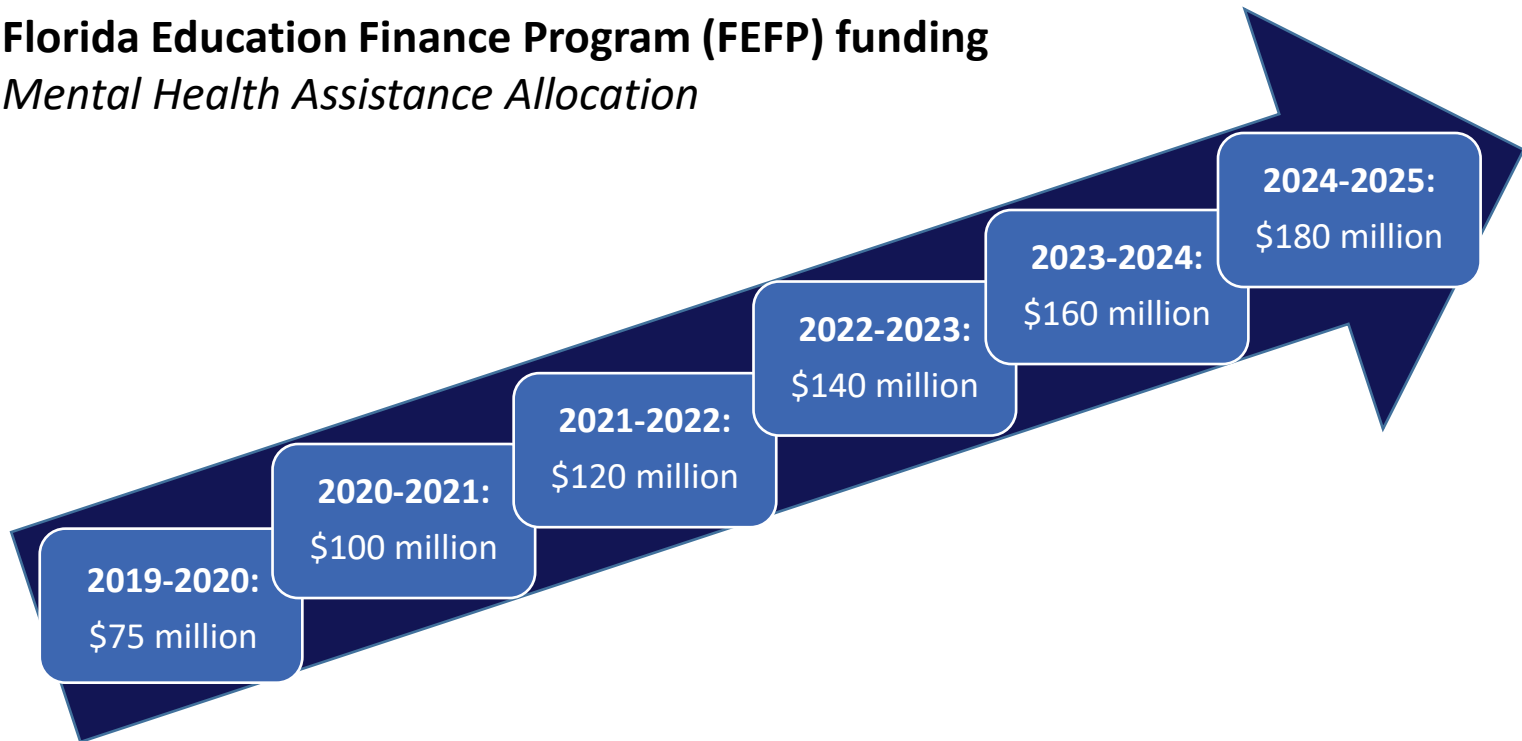 Florida Education Finance Program (FEFP) funding
Mental Health Assistance Allocation
2019-2020:
$75 million
2020-2021:
$100 million
2021-2022:
$120 million
2022-2023:
$140 million
2023-2024:
$160 million
2024-2025:
$180 million